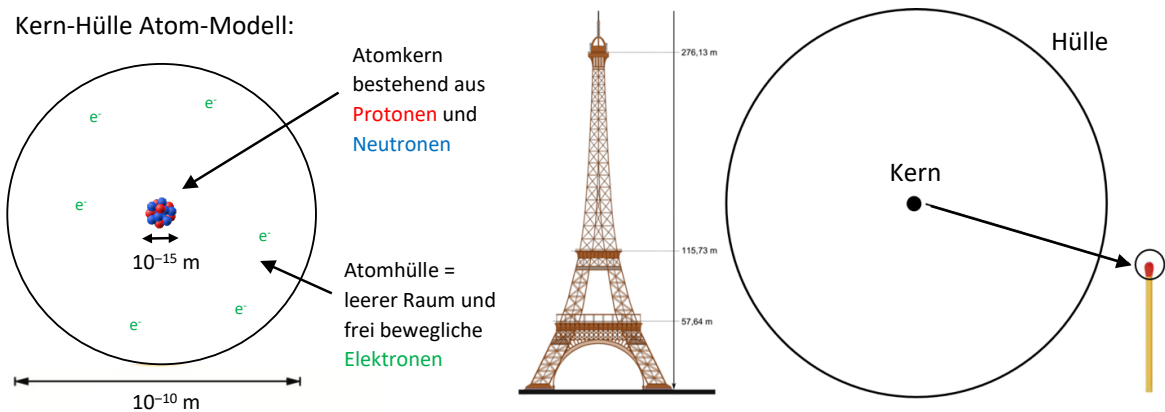 Kern-Hülle Atom-Modell:
e⁻
e⁻
e⁻
e⁻
e⁻
e⁻
10⁻¹⁵ m
10⁻¹⁰ m
Atomkern
bestehend aus
Protonen und
Neutronen
Atomhülle =
leerer Raum und
frei bewegliche
Elektronen
276,13 m
115,73 m
57,64 m
Hülle
Kern